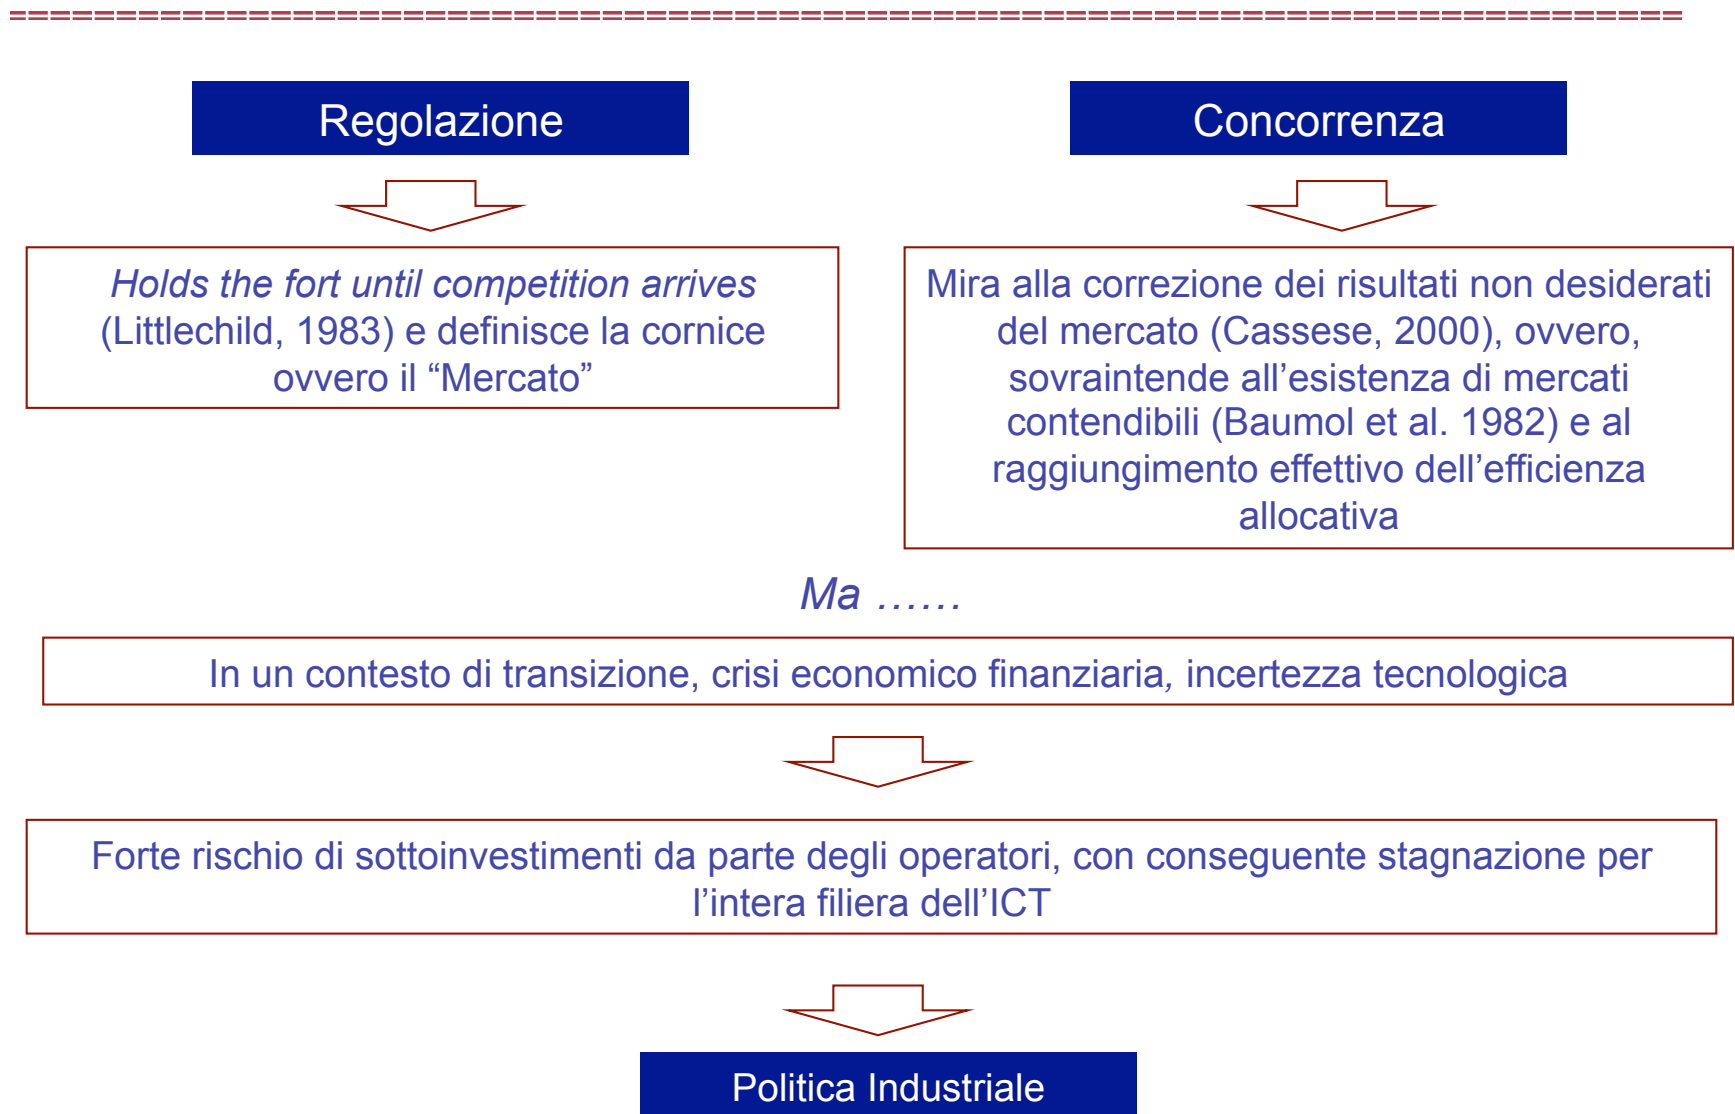 Regolazione
Concorrenza
Holds the fort until competition arrives
(Littlechild, 1983) e definisce la cornice
ovvero il “Mercato”
Mira alla correzione dei risultati non desiderati
del mercato (Cassese, 2000), ovvero,
sovraintende all’esistenza di mercati
contendibili (Baumol et al. 1982) e al
raggiungimento effettivo dell’efficienza
allocativa
Ma ……
In un contesto di transizione, crisi economico finanziaria, incertezza tecnologica
Forte rischio di sottoinvestimenti da parte degli operatori, con conseguente stagnazione per
l’intera filiera dell’ICT
Politica Industriale